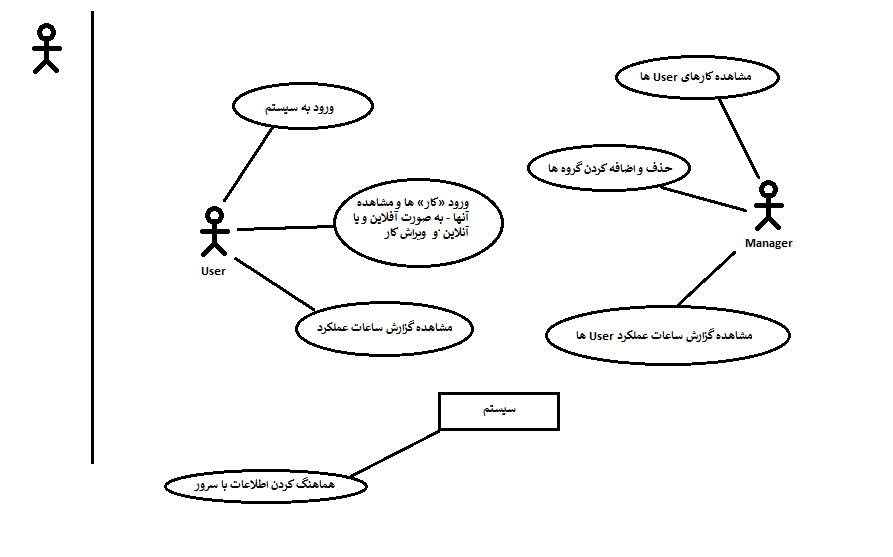 مشاهده کارهای User ها
ورود به سیستم
حذف و اضافه کردن گروه ها
ورود «کار» ها و مشاهده
آنها - به صورت آفلاین و یا
آنلاین .و ویراش کار
Manager
User
مشاهده گزارش ساعات عملکرد
مشاهده گزارش ساعات عملکرد User ها
سیستم
هماهنگ کردن اطلاعات با سرور